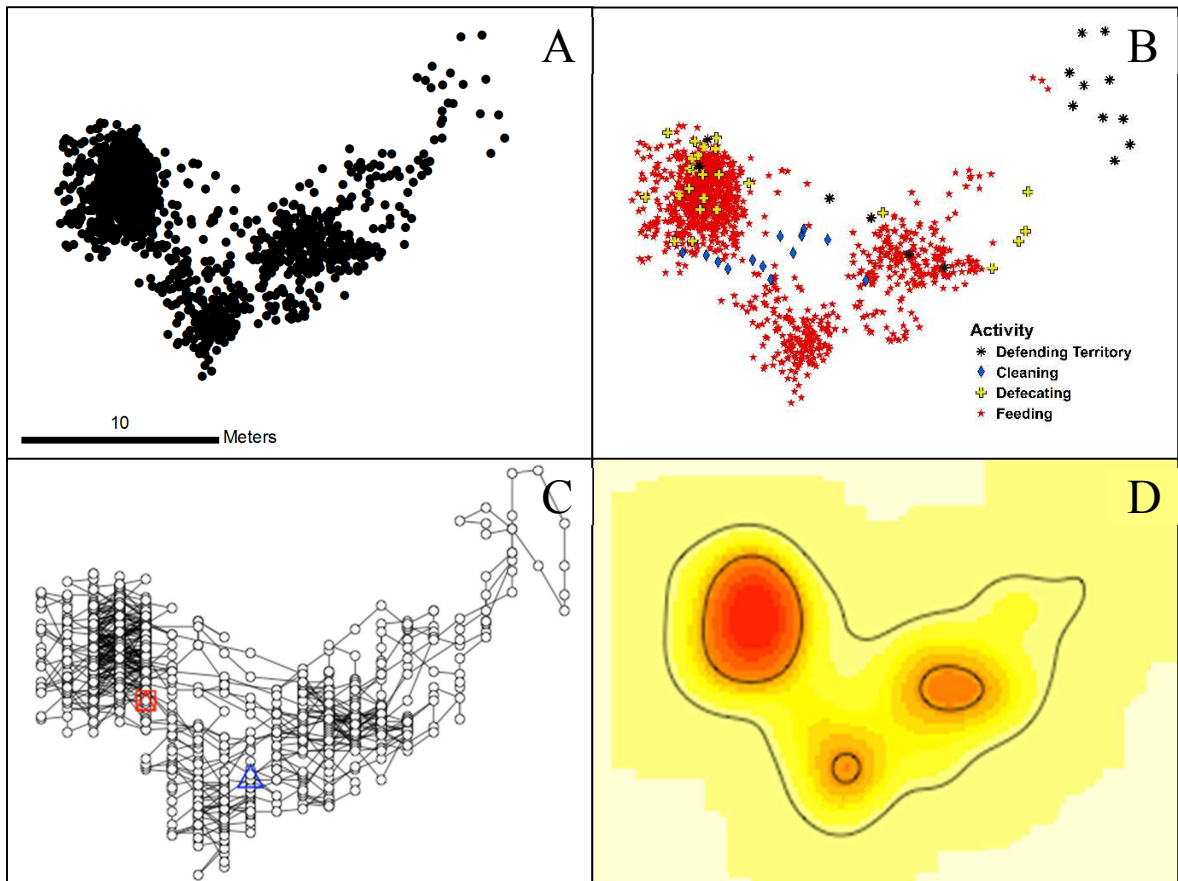 A
B
10
Meters
Activity
Defending Territory
Cleaning
Defecating
Feeding
C
D